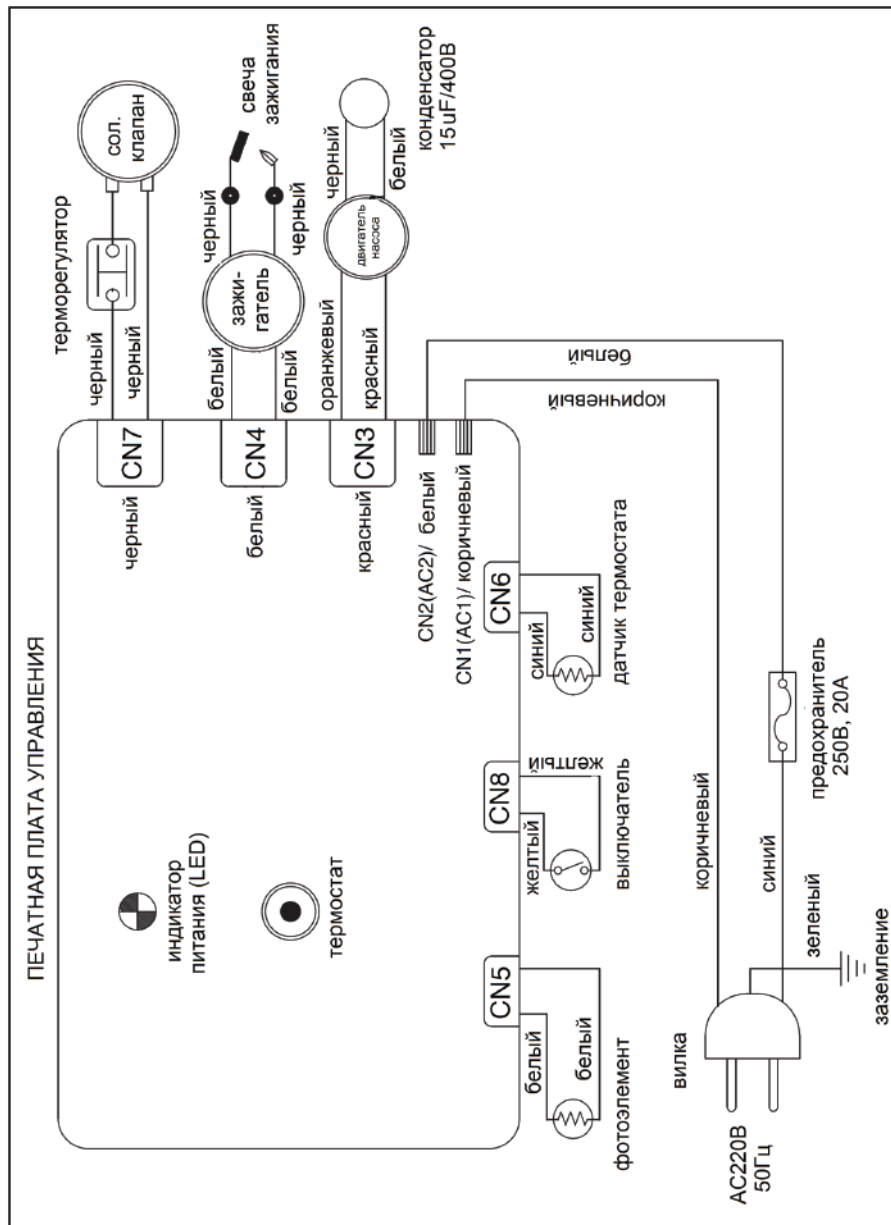 ПЕЧАТНАЯ ПЛАТА УПРАВЛЕНИЯ
индикатор
питания (LED)
термостат
черный
CN7
черный
черный
терморегулятор
сол.
клапан
белый
CN4
белый
белый
зажи-
гатель
черный
черный
свеча
зажигания
красный
CN3
оранжевый
красный
двигатель
насоса
черный
белый
конденсатор
15uF/400В
CN2(AC2)/ белый
CN1(AC1)/ коричневый
белый
коричневый
CN5
белый
белый
фотоэлемент
CN8
желтый
желтый
выключатель
CN6
синий
синий
датчик термостата
AC220В
50Гц
вилка
коричневый
синий
зеленый
заземление
предохранитель
250В, 20А